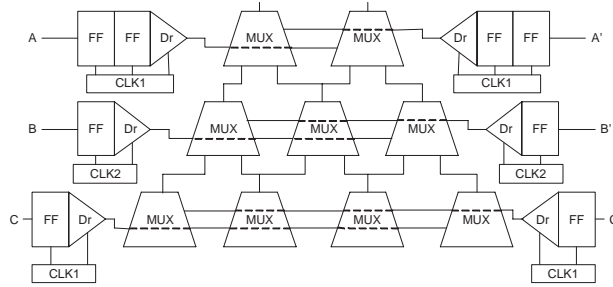 A FF FF Dr MUX MUX Dr FF FF A'
CLK1 CLK1
B FF Dr MUX MUX MUX Dr FF B'
CLK2 CLK2
C FF Dr MUX MUX MUX MUX Dr FF
CLK1 CLK1